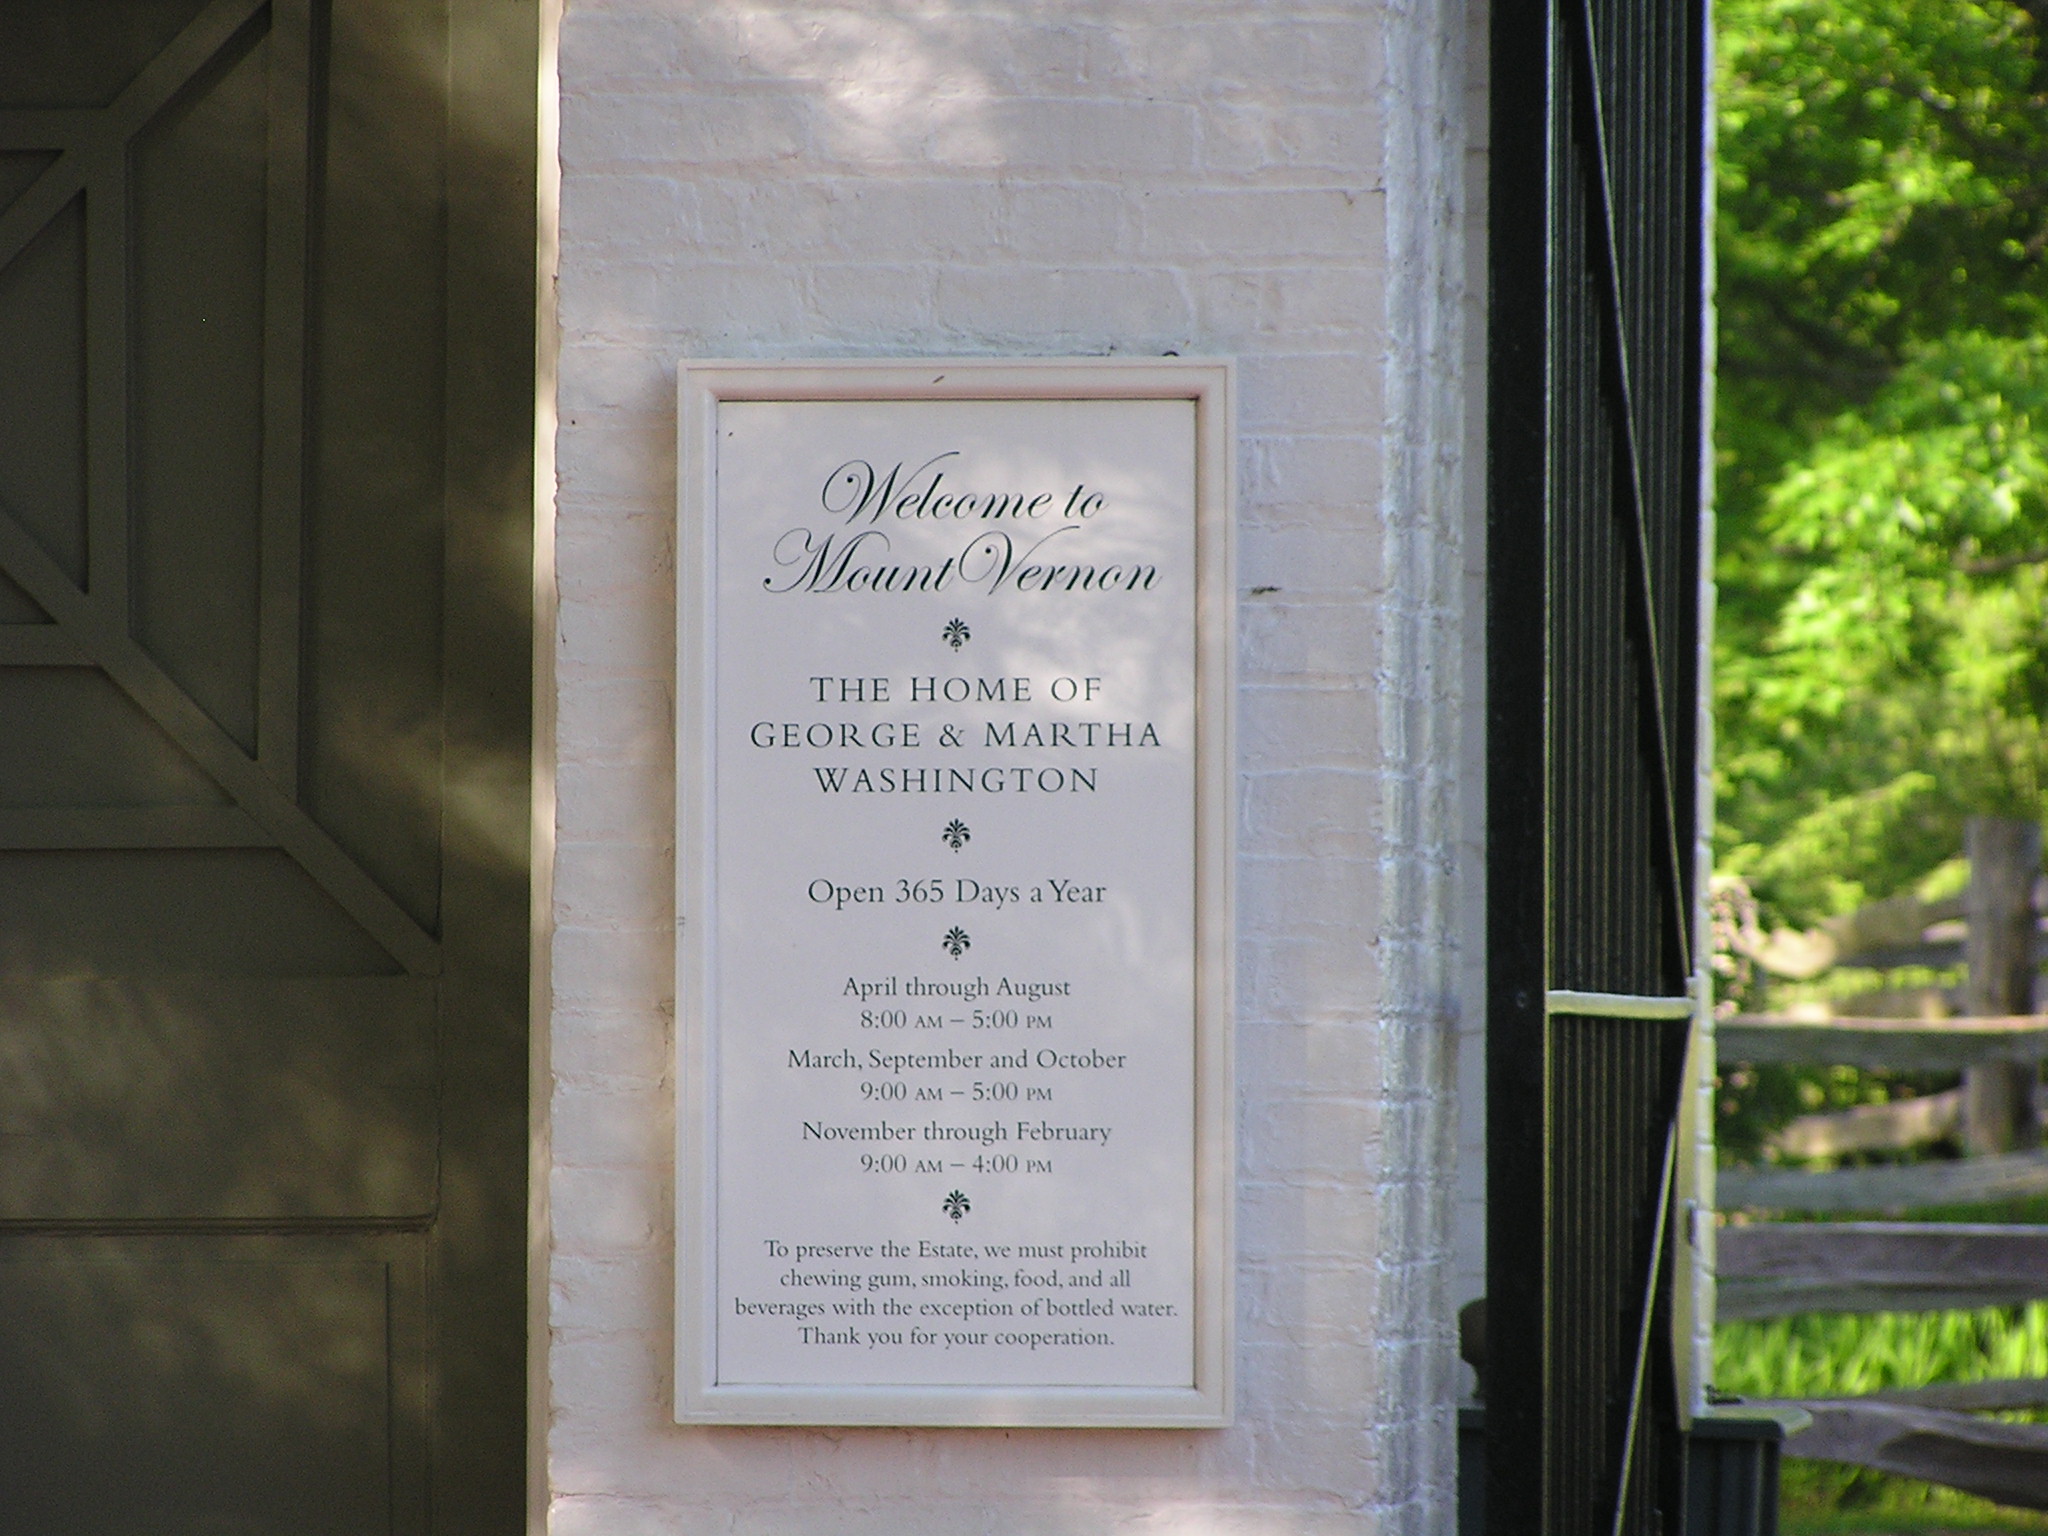 Welcome to
Mount Vernon
THE HOME OF
GEORGE & MARTHA
WASHINGTON
Open 365 Days a Year
April through August
8:00 AM – 5:00 PM
March, September and October
9:00 AM – 5:00 PM
November through February
9:00 AM – 4:00 PM
To preserve the Estate, we must prohibit
chewing gum, smoking, food, and all
beverages with the exception of bottled water.
Thank you for your cooperation.